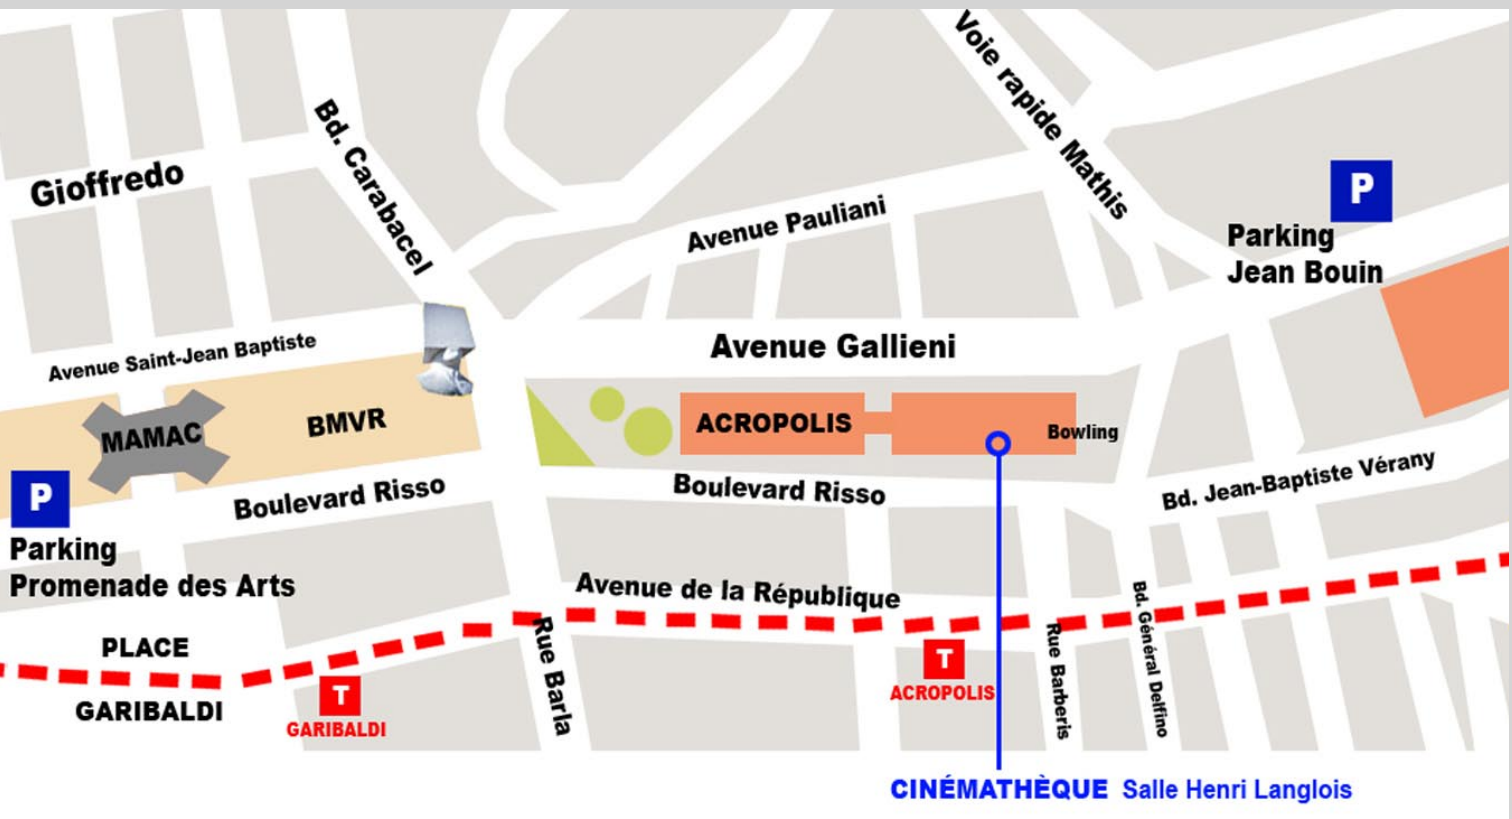 Voie rapide Mathis
Bd. Carabacel
Gioffredo
P
Parking
Jean Bouin
Avenue Pauliani
Avenue Saint-Jean Baptiste
Avenue Gallieni
MAMAC
BMVR
ACROPOLIS
Bowling
P
Parking
Promenade des Arts
Boulevard Risso
Boulevard Risso
Bd. Jean-Baptiste Vérany
Avenue de la République
PLACE
GARIBALDI
T
GARIBALDI
Rue Barla
T
ACROPOLIS
Rue Barberis
Bd. Général Delfino
CINÉMATHÈQUE Salle Henri Langlois